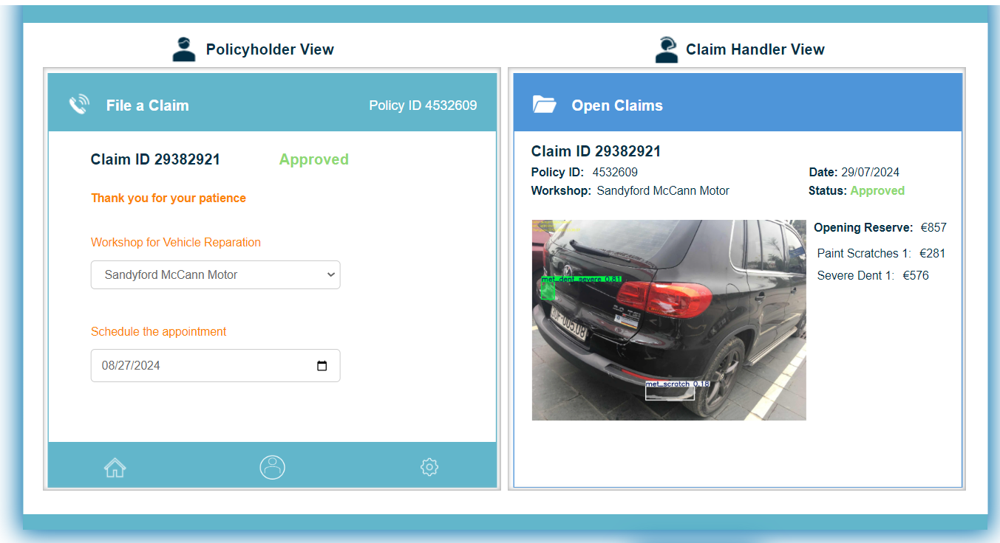 Policyholder View
Claim Handler View
File a Claim
Policy ID 4532609
Claim ID 29382921
Approved
Thank you for your patience
Workshop for Vehicle Reparation
Sandyford McCann Motor
Schedule the appointment
08/27/2024
Open Claims
Claim ID 29382921
Policy ID: 4532609
Date: 29/07/2024
Workshop: Sandyford McCann Motor
Status: Approved
met_dent_severe 0.81
2.0 TSI
met_scratch 0.18
Opening Reserve: €857
Paint Scratches 1: €281
Severe Dent 1: €576